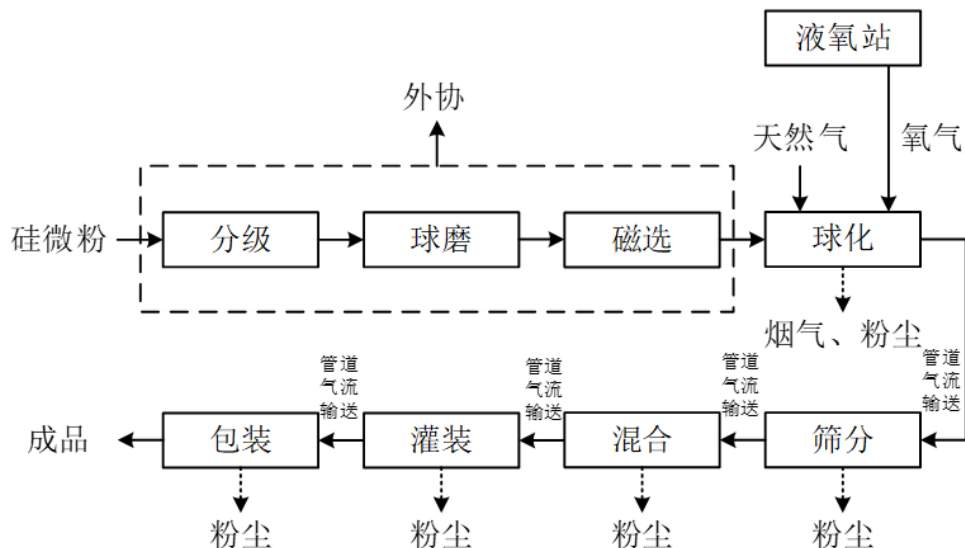 液氧站
外协
天然气
氧气
硅微粉
分级
球磨
磁选
球化
烟气、粉尘
管道
气流
输送
管道
气流
输送
管道
气流
输送
管道
气流
输送
成品
包装
灌装
混合
筛分
粉尘
粉尘
粉尘
粉尘